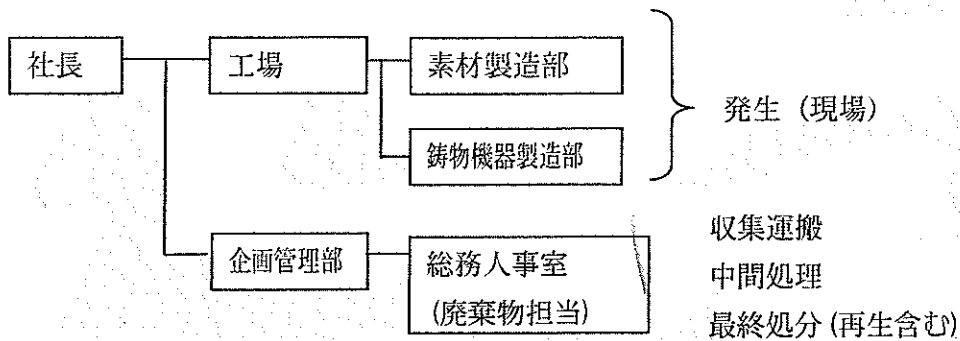 社長
工場
素材製造部
鋳物機器製造部
発生（現場）
企画管理部
総務人事室
(廃棄物担当)
収集運搬
中間処理
最終処分(再生含む)